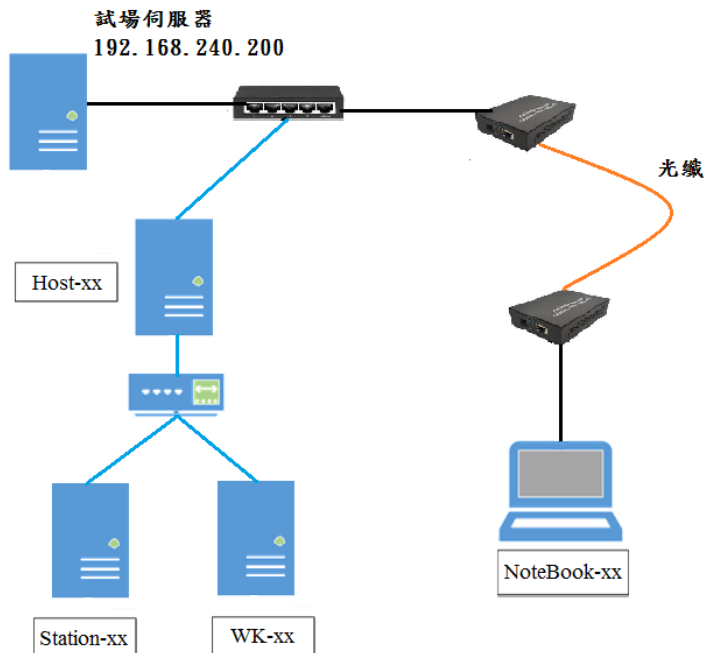 試場伺服器
192.168.240.200
光纖
Host-xx
NoteBook-xx
Station-xx
WK-xx